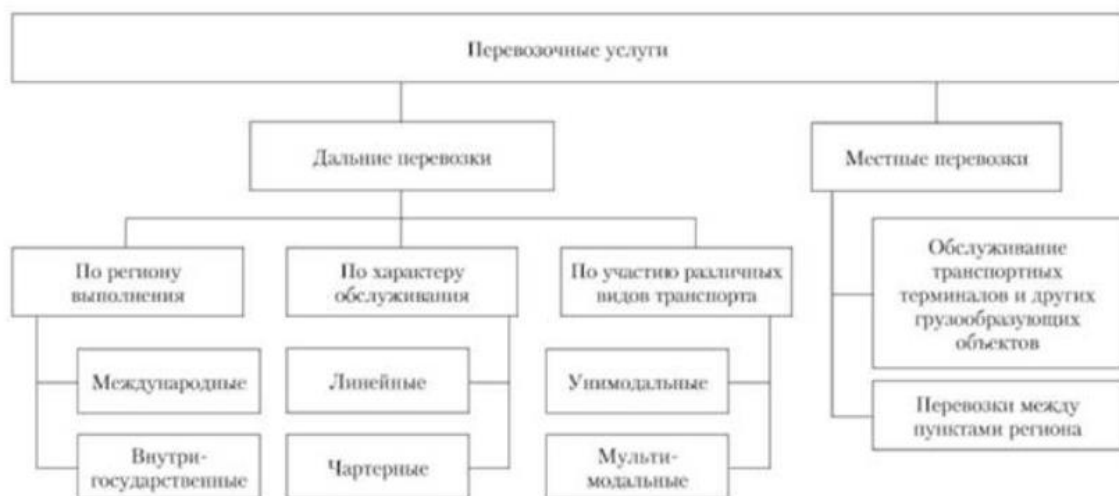 Перевозочные услуги
Дальние перевозки
Местные перевозки
По региону
выполнения
По характеру
обслуживания
По участию различных
видов транспорта
Обслуживание
транспортных
терминалов и других
грузообразующих
объектов
Международные
Линейные
Унимодальные
Перевозки между
пунктами региона
Внутри-
государственные
Чартерные
Мульти-
модальные